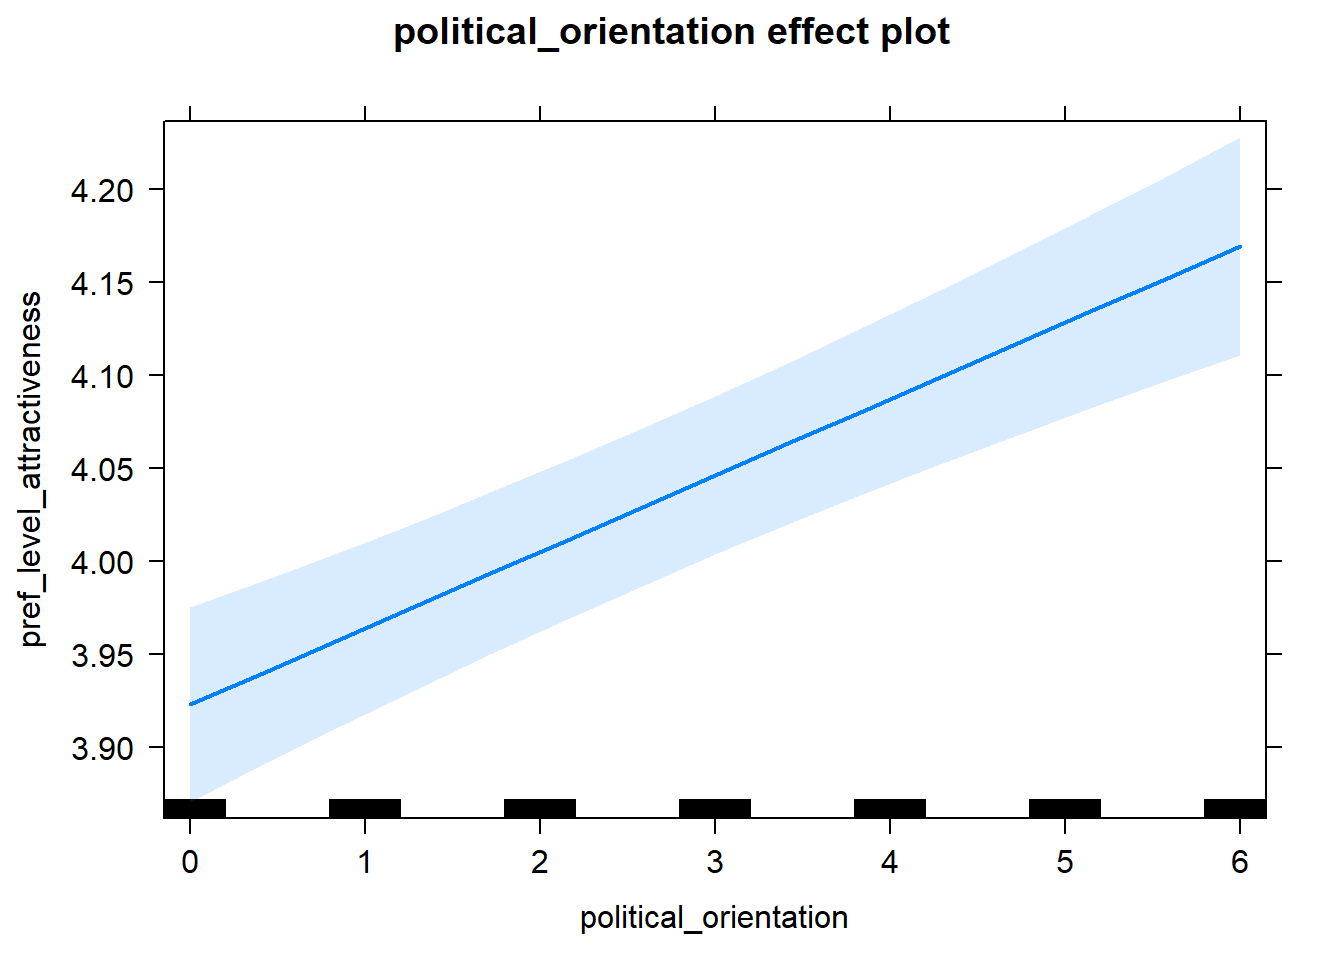 political_orientation effect plot
4.20
4.15
4.10
4.05
4.00
3.95
3.90
pref_level_attractiveness
0 1 2 3 4 5 6
political_orientation